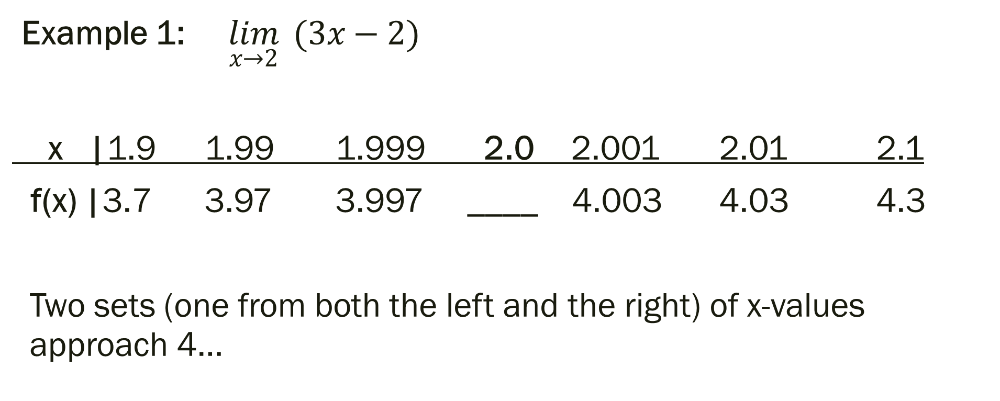 Example 1: lim (3x − 2)
x→2
x |1.9 1.99 1.999 2.0 2.001 2.01 2.1
f(x) |3.7 3.97 3.997 ____ 4.003 4.03 4.3
Two sets (one from both the left and the right) of x-values
approach 4...